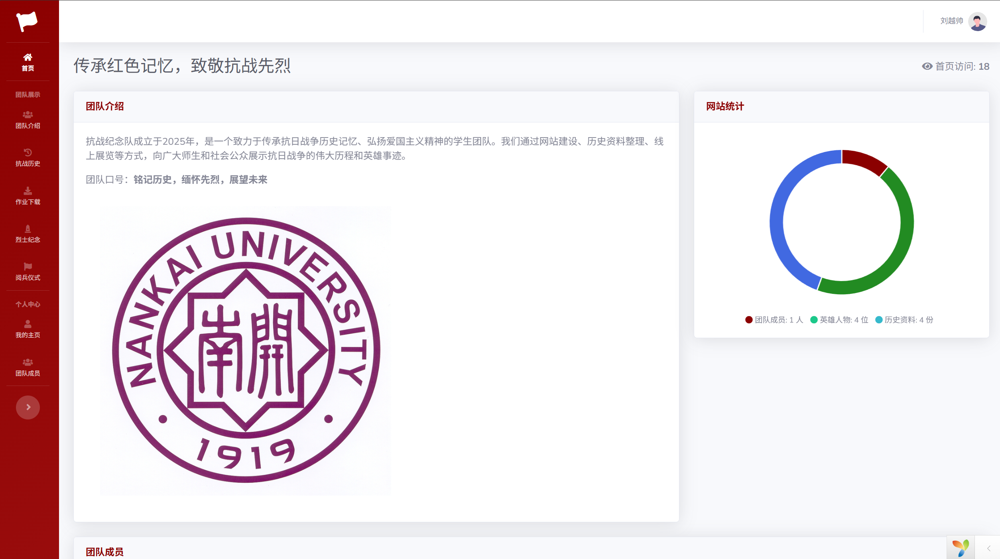 刘越帅
首页
团队展示
团队介绍
抗战历史
作业下载
烈士纪念
阅兵仪式
个人中心
我的主页
团队成员
传承红色记忆，致敬抗战先烈
首页访问: 18
团队介绍
抗战纪念队成立于2025年，是一个致力于传承抗日战争历史记忆、弘扬爱国主义精神的学生团队。我们通过网站建设、历史资料整理、线
上展览等方式，向广大师生和社会公众展示抗日战争的伟大历程和英雄事迹。
团队口号：铭记历史，缅怀先烈，展望未来
NANKAI UNIVERSITY
南開
1919
网站统计
团队成员: 1 人 英雄人物: 4 位 历史资料: 4 份
团队成员